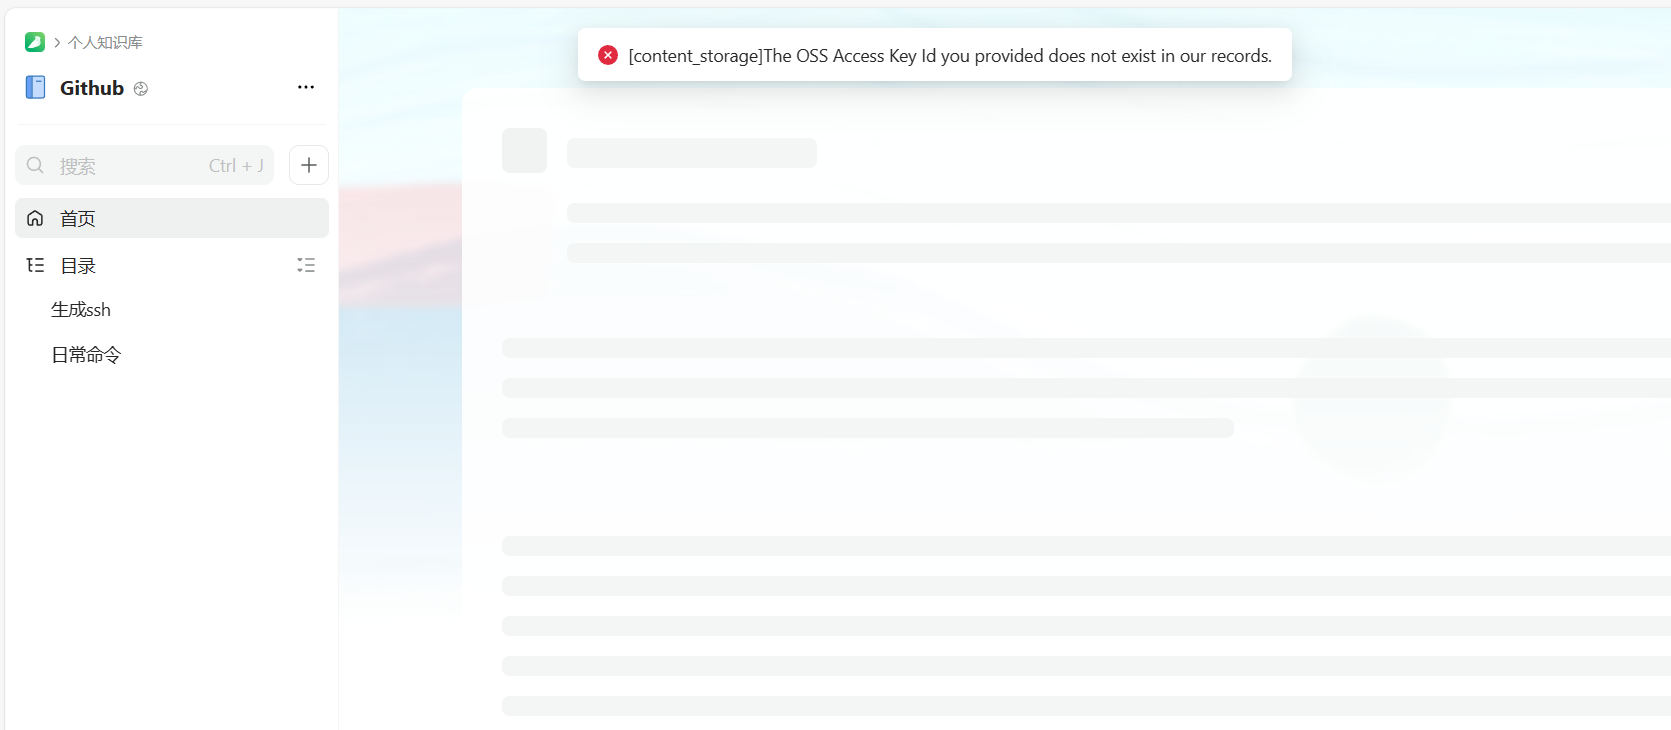 个人知识库
Github
搜索 Ctrl + J
首页
目录
生成ssh
日常命令
[content_storage]The OSS Access Key Id you provided does not exist in our records.